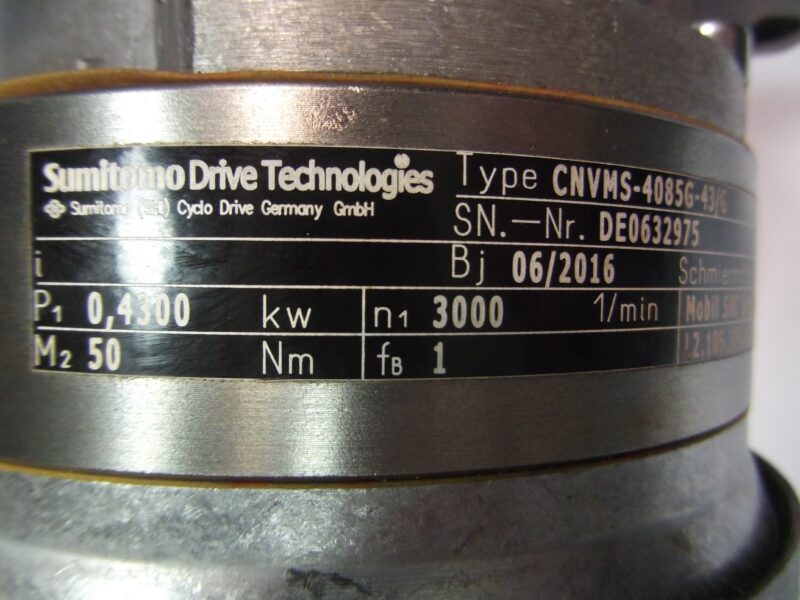 Sumitomo Drive Technologies
Sumitomo (SHI) Cyclo Drive Germany GmbH
Type CNVMS-4085G-43/G
SN.-Nr. DE0632975
i
Bj 06/2016
P1 0,4300 kw
n1 3000 1/min
Mobil
M2 50 Nm
fB 1